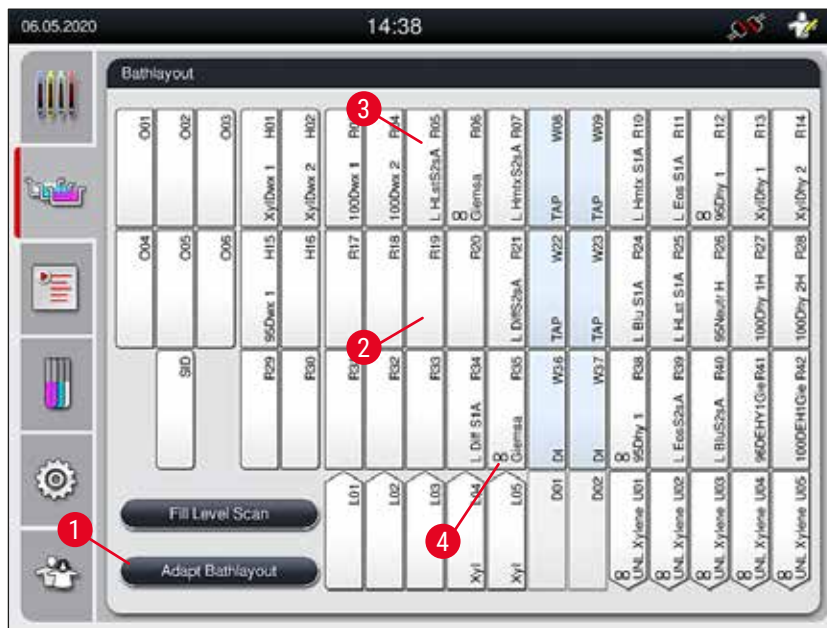 06.05.2020
14:38
Bathlayout
O01
O02
O03
XylDwx 1 H01
XylDwx 2 H02
100Dwx 1
100Dwx 2
L HLstS2sA R05
∞
Giemsa R06
L HmtxS2sA R07
TAP W08
TAP W09
L Hmtx S1A R10
L Eos S1A R11
∞
95Dhy 1 R12
XylDhy 1 R13
XylDhy 2 R14
O04
O05
O06
95Dwx 1 H15
H16
R17
R18
R19
R20
L DiffS2sA R21
TAP W22
TAP W23
L Blu S1A R24
L HLst S1A R25
95Neutr H R26
100Dhy 1H R27
100Dhy 2H R28
SID
R29
R30
R32
R33
L Diff S1A R34
∞
Giemsa R35
DI W36
DI W37
∞
95Dhy 1 R38
L EosS2sA R39
L BluS2sA R40
96DEHY1Gie R41
100DEH1Gie R42
L01
L02
L03
Xyl L04
Xyl L05
D01
D02
∞
UNL Xylene U01
∞
UNL Xylene U02
∞
UNL Xylene U03
∞
UNL Xylene U04
∞
UNL Xylene U05
Fill Level Scan
Adapt Bathlayout
1
2
3
4